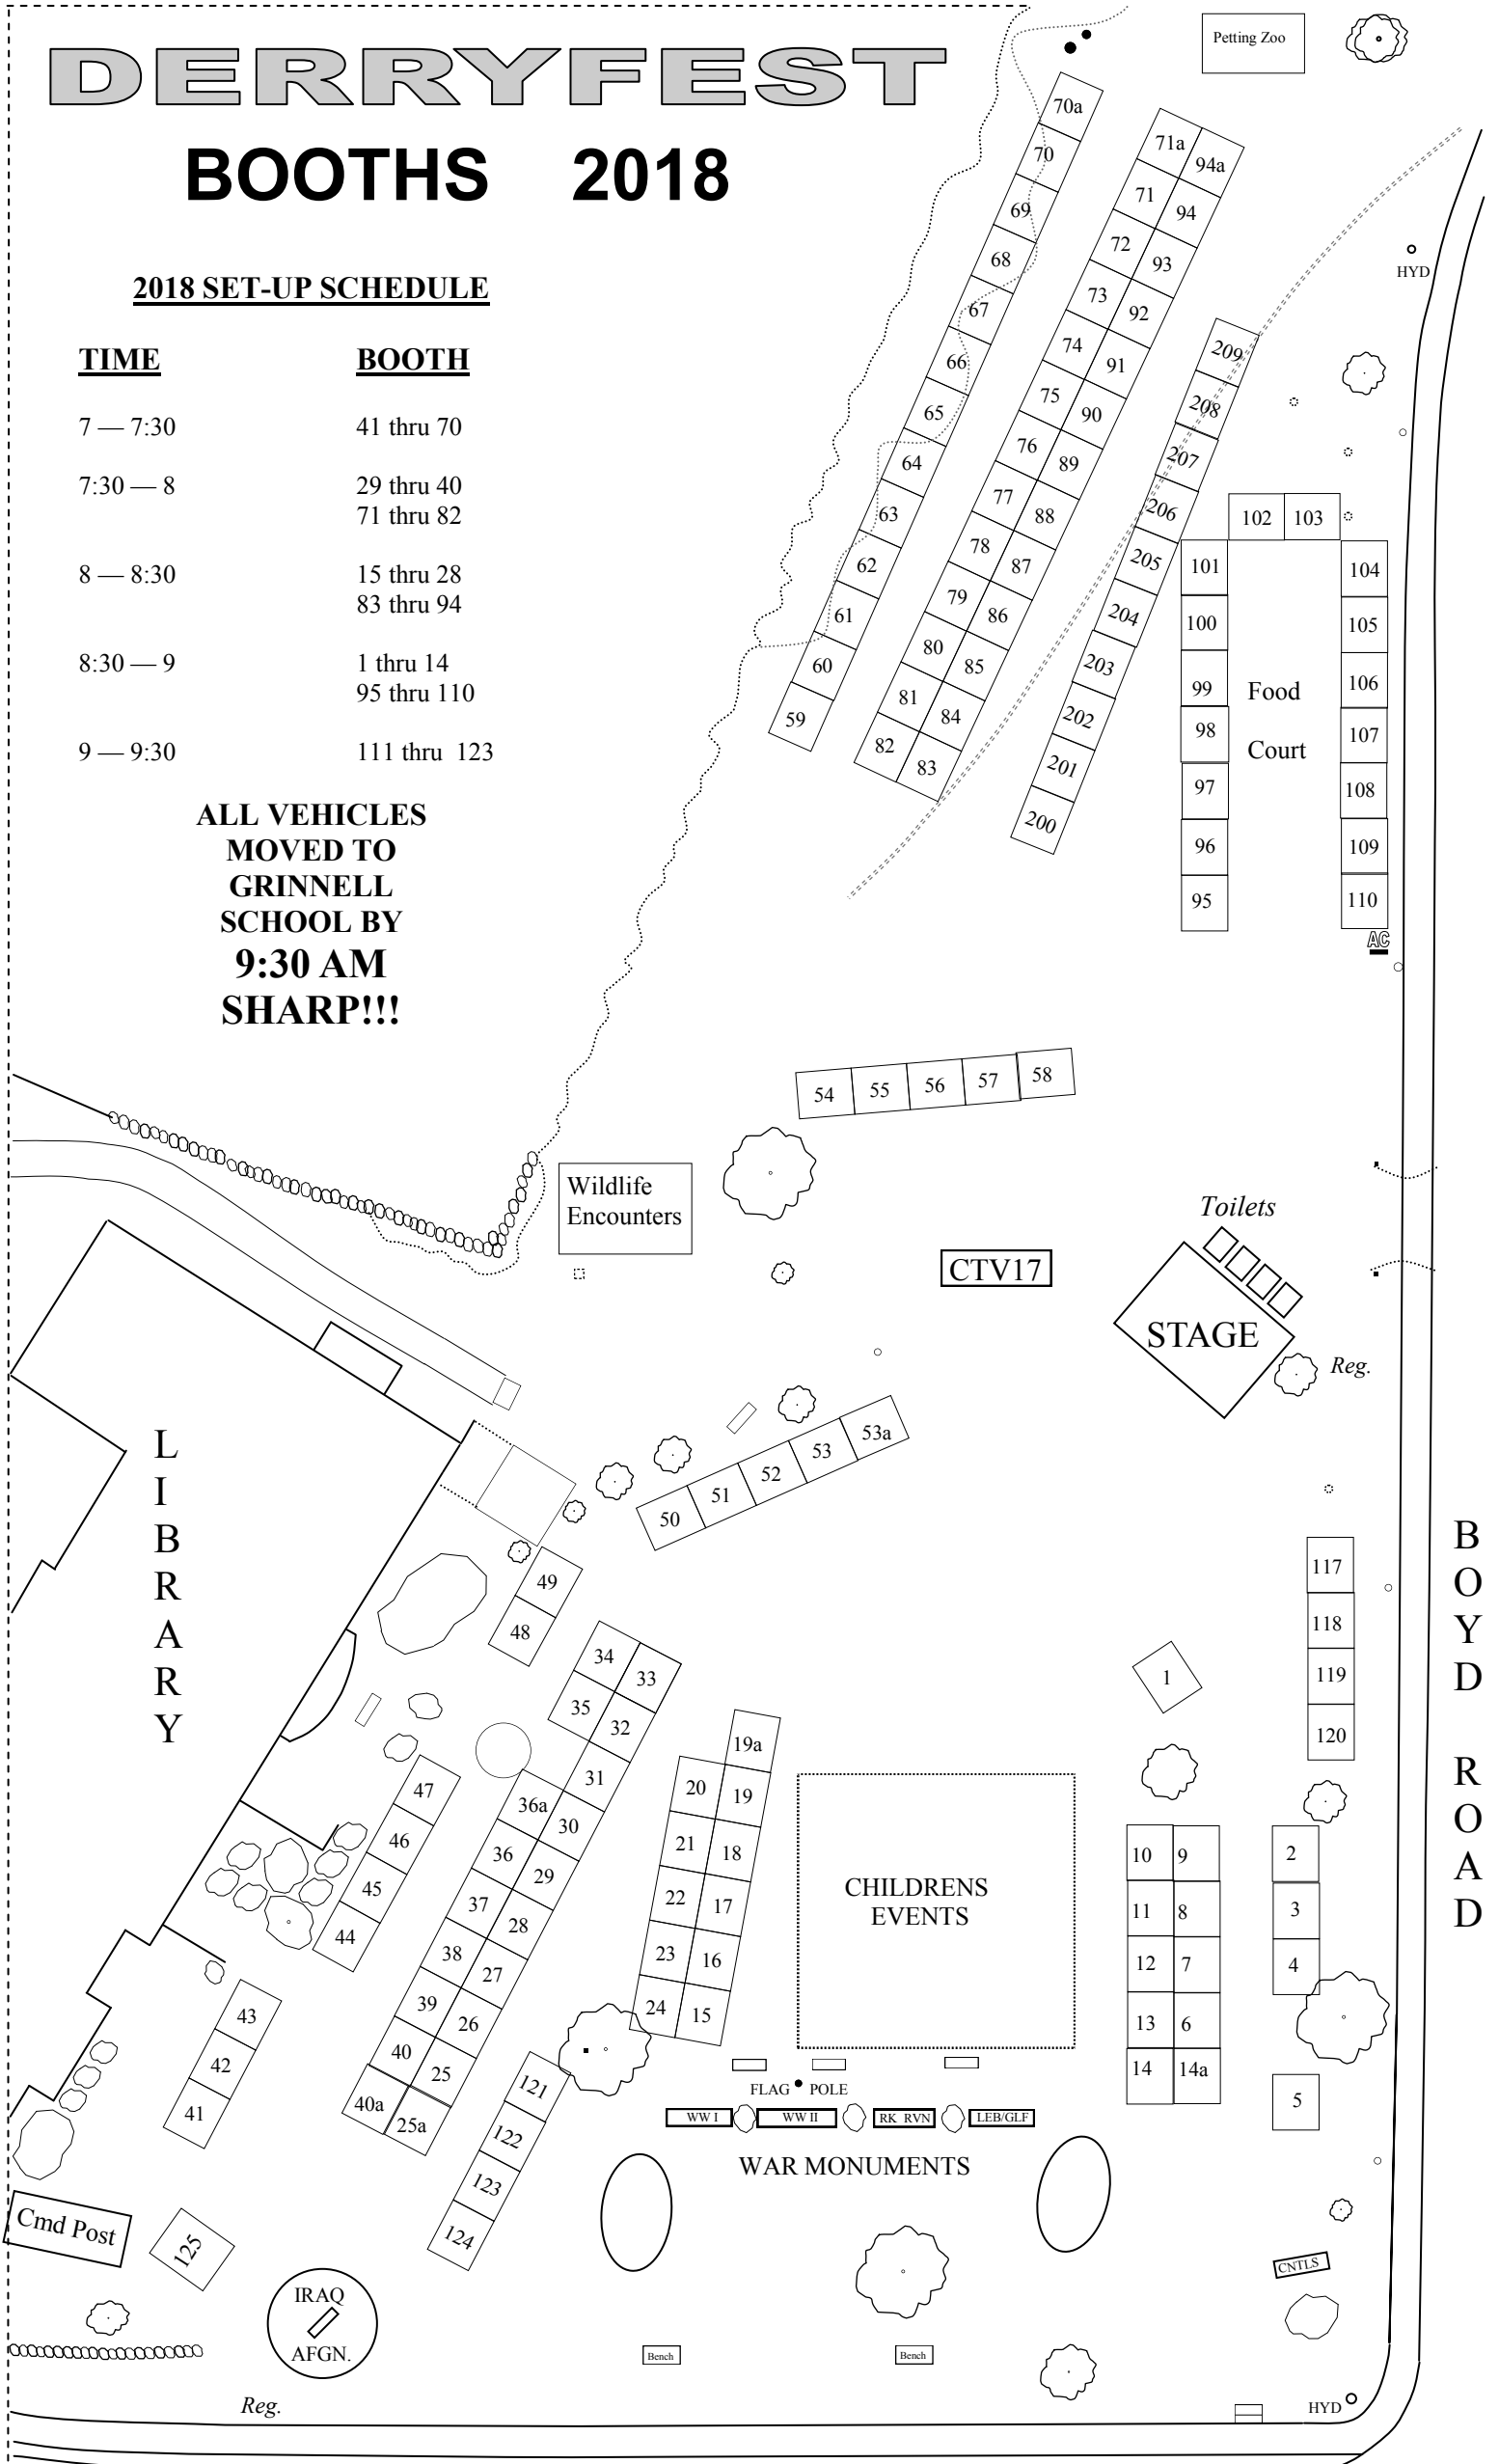 DERRYFEST
BOOTHS 2018
2018 SET-UP SCHEDULE
TIME BOOTH
7 — 7:30 41 thru 70
7:30 — 8 29 thru 40
71 thru 82
8 — 8:30 15 thru 28
83 thru 94
8:30 — 9 1 thru 14
95 thru 110
9 — 9:30 111 thru 123
ALL VEHICLES
MOVED TO
GRINNELL
SCHOOL BY
9:30 AM
SHARP!!!
Petting Zoo
HYD
70a
70
69
68
67
66
65
64
63
62
61
60
59
71a
71
72
73
74
75
76
77
78
79
80
81
82
94a
94
93
92
91
90
89
88
87
86
85
84
83
209
208
207
206
205
204
203
202
201
200
102 103
101
100
99
98
97
96
95
Food
Court
104
105
106
107
108
109
110
AC
54 55 56 57 58
Wildlife
Encounters
CTV17
Toilets
STAGE
Reg.
LIBRARY
50 51 52 53 53a
49
48
34
35
33
32
31
30
29
28
27
26
25
25a
36a
36
37
38
39
40
40a
47
46
45
44
43
42
41
19a
19
18
17
16
15
20
21
22
23
24
CHILDRENS
EVENTS
1
117
118
119
120
BOYD ROAD
10 9
11 8
12 7
13 6
14 14a
2
3
4
5
121
122
123
124
FLAG POLE
WW I WW II RK RVN LEB/GLF
WAR MONUMENTS
Cmd Post
125
IRAQ
AFGN.
Reg.
Bench
Bench
CNTLS
HYD